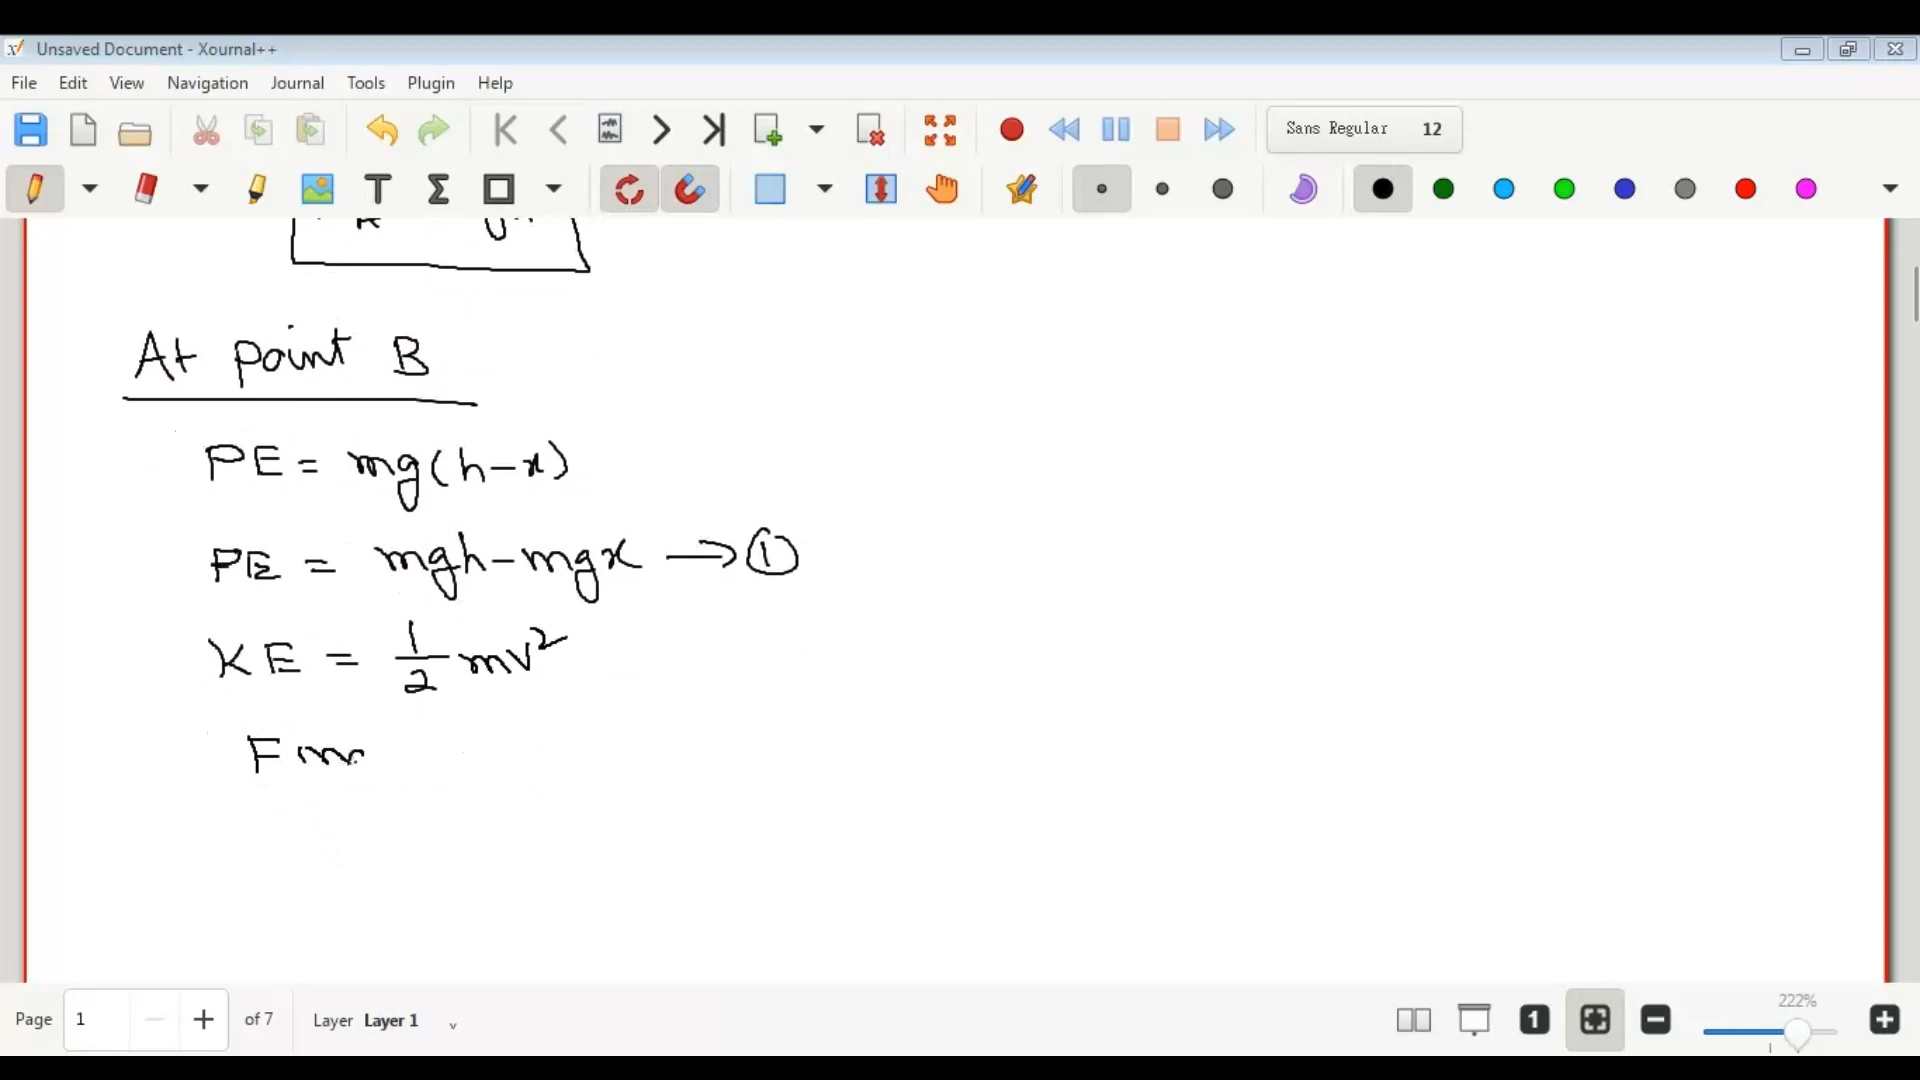 Unsaved Document - Xournal++
File Edit View Navigation Journal Tools Plugin Help
Sans Regular 12
At point B
PE = mg(h-x)
PE = mgh-mgx → ①
KE = 1/2 mv²
F
Page 1 of 7 Layer Layer 1
222%